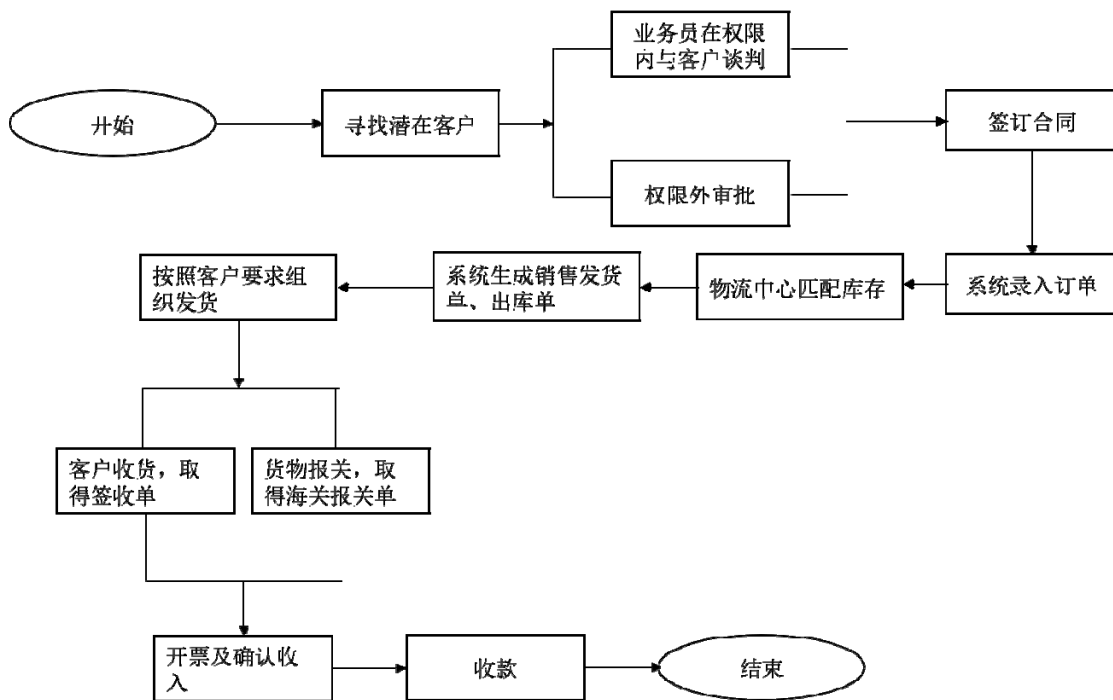 业务员在权限
内与客户谈判
开始
寻找潜在客户
签订合同
权限外审批
按照客户要求组
织发货
系统生成销售发货
单、出库单
物流中心匹配库存
系统录入订单
客户收货，取
得签收单
货物报关，取
得海关报关单
开票及确认收
入
收款
结束